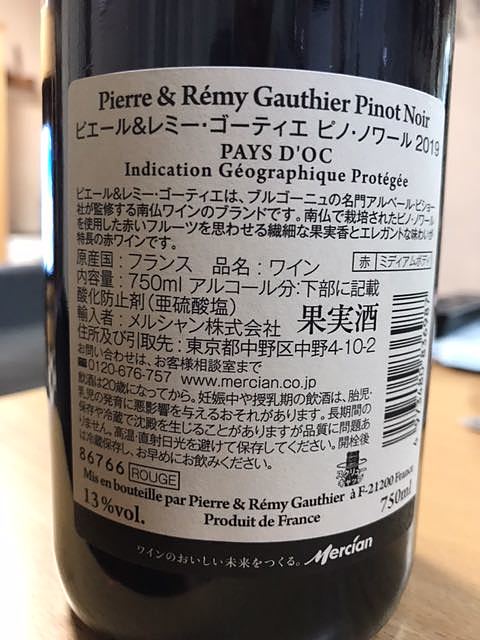 Pierre & Rémy Gauthier Pinot Noir
ピエール&レミー・ゴーティエ ピノ・ノワール 2019
PAYS D'OC
Indication Géographique Protégée
ピエール&レミー・ゴーティエは、ブルゴーニュの名門アルベール・ビショー
社が監修する南仏ワインのブランドです。南仏で栽培されたピノ・ノワール
を使用した赤いフルーツを思わせる繊細な果実香とエレガントな味わいが
特長の赤ワインです。
原産国:フランス 品名:ワイン 赤 ミディアムボディ
内容量:750ml アルコール分:下部に記載
酸化防止剤(亜硫酸塩)
輸入者:メルシャン株式会社 果実酒
住所及び引取先:東京都中野区中野4-10-2
お問い合わせは、お客様相談室まで
0120-676-757 www.mercian.co.jp
飲酒は20歳になってから。妊娠中や授乳期の飲酒は、胎児・
乳児の発育に悪影響を与えるおそれがあります。長期間の
保存や冷蔵で沈殿を生じることがありますが品質に問題あ
りません。高温・直射日光を避けて保存してください。開栓後
は冷蔵保存し、お早めにお飲みください。
86766 ROUGE
Mis en bouteille par Pierre & Rémy Gauthier à F-21200 France
13%vol. Produit de France 750ml
ワインのおいしい未来をつくる。 Mercian